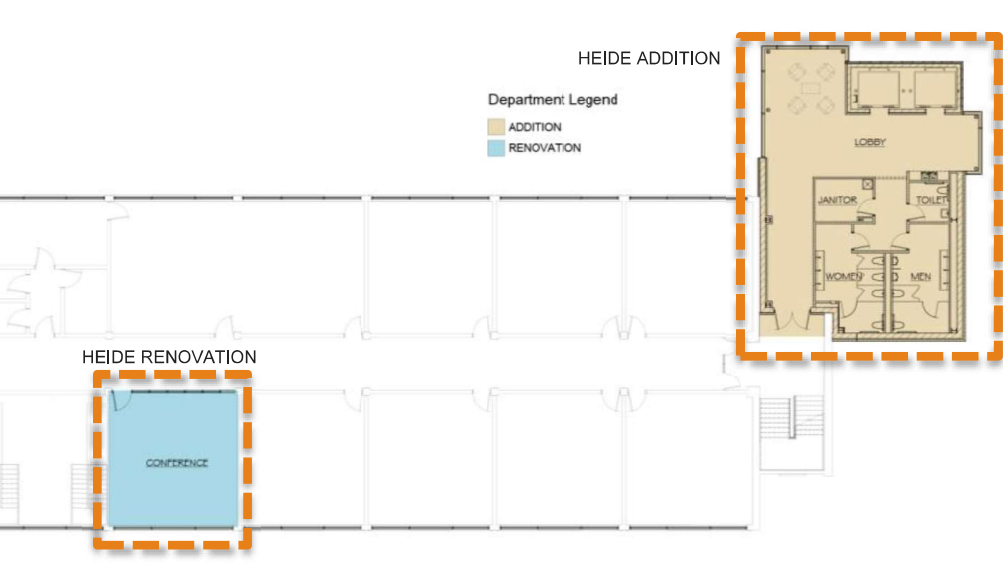 HEIDE ADDITION
Department Legend
ADDITION
RENOVATION
LOBBY
JANITOR
TOILET
WOMEN
MEN
HEIDE RENOVATION
CONFERENCE